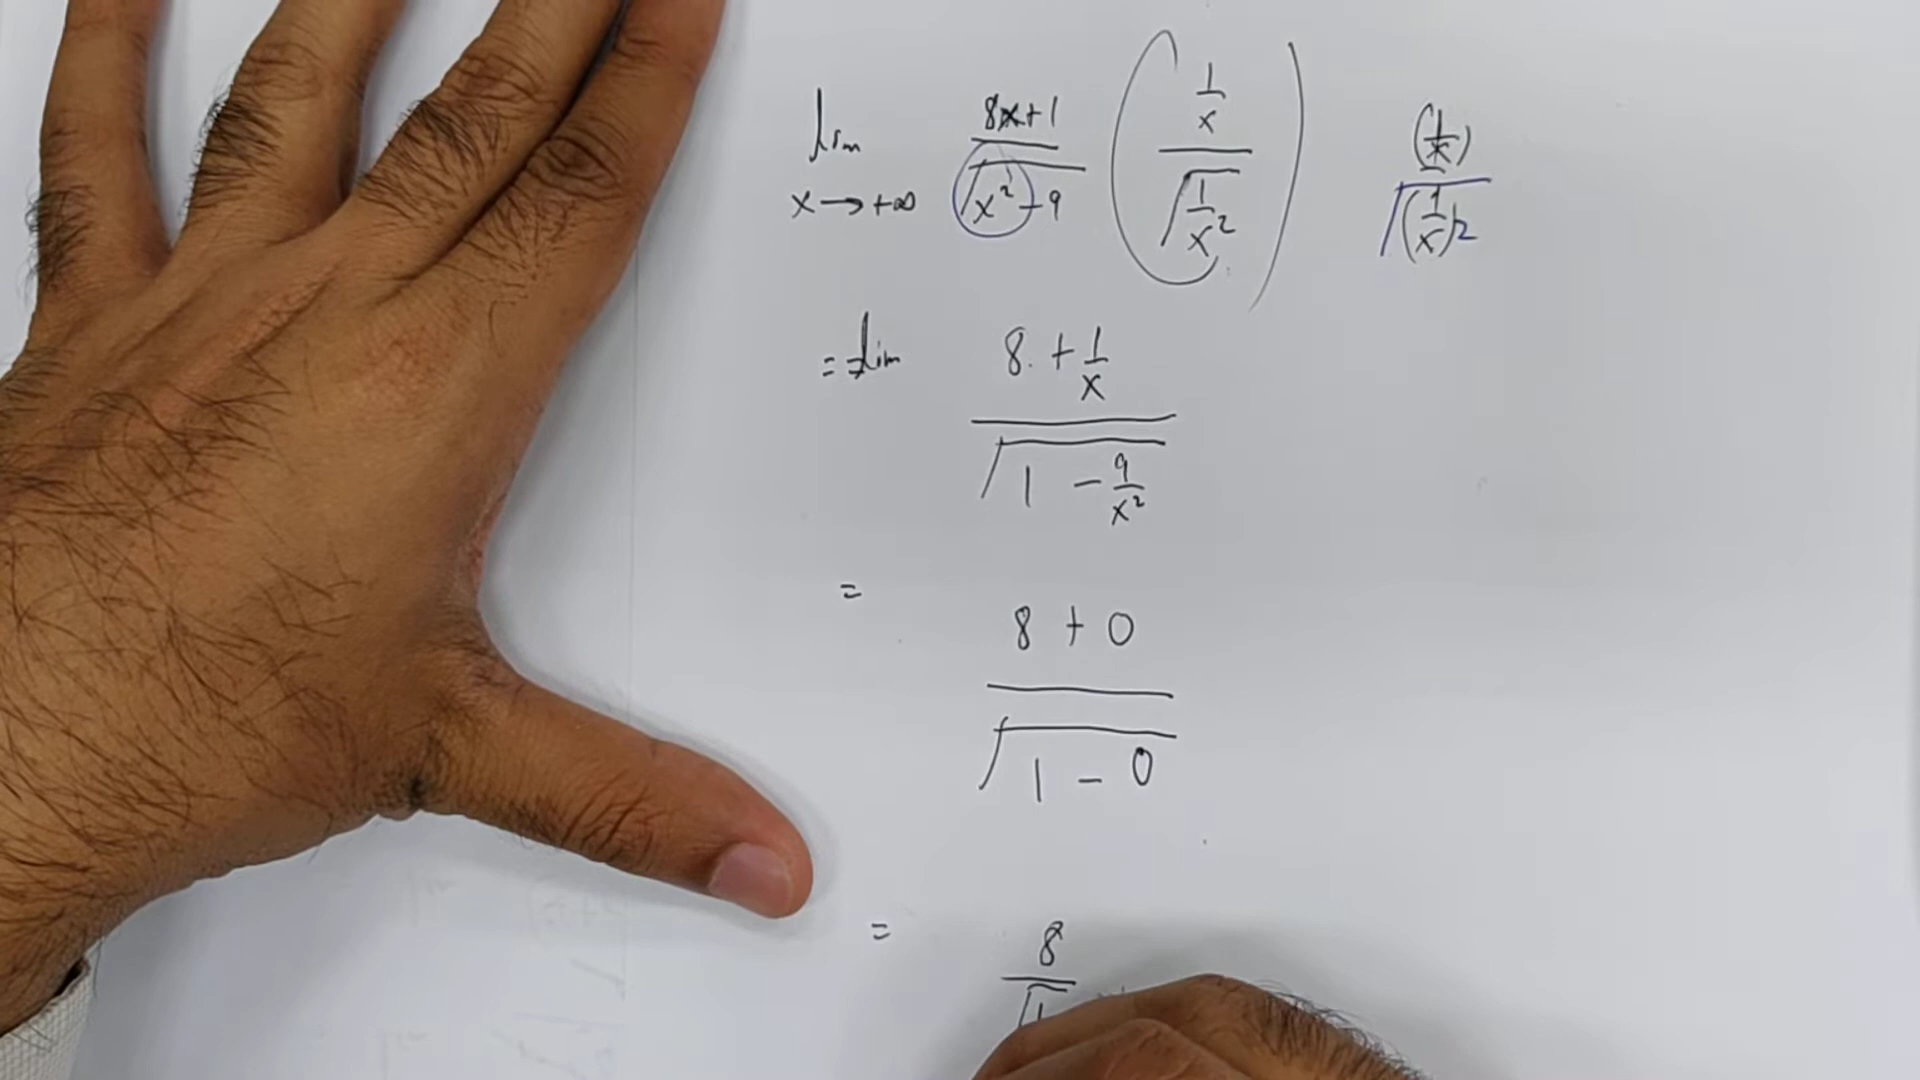 lim x→+∞ 8x+1 / √x²-9 ( 1/x / √1/x² ) (1/x) / √(1/x)²
= lim 8 + 1/x / √1 - 9/x²
= 8 + 0 / √1 - 0
= 8 / √1